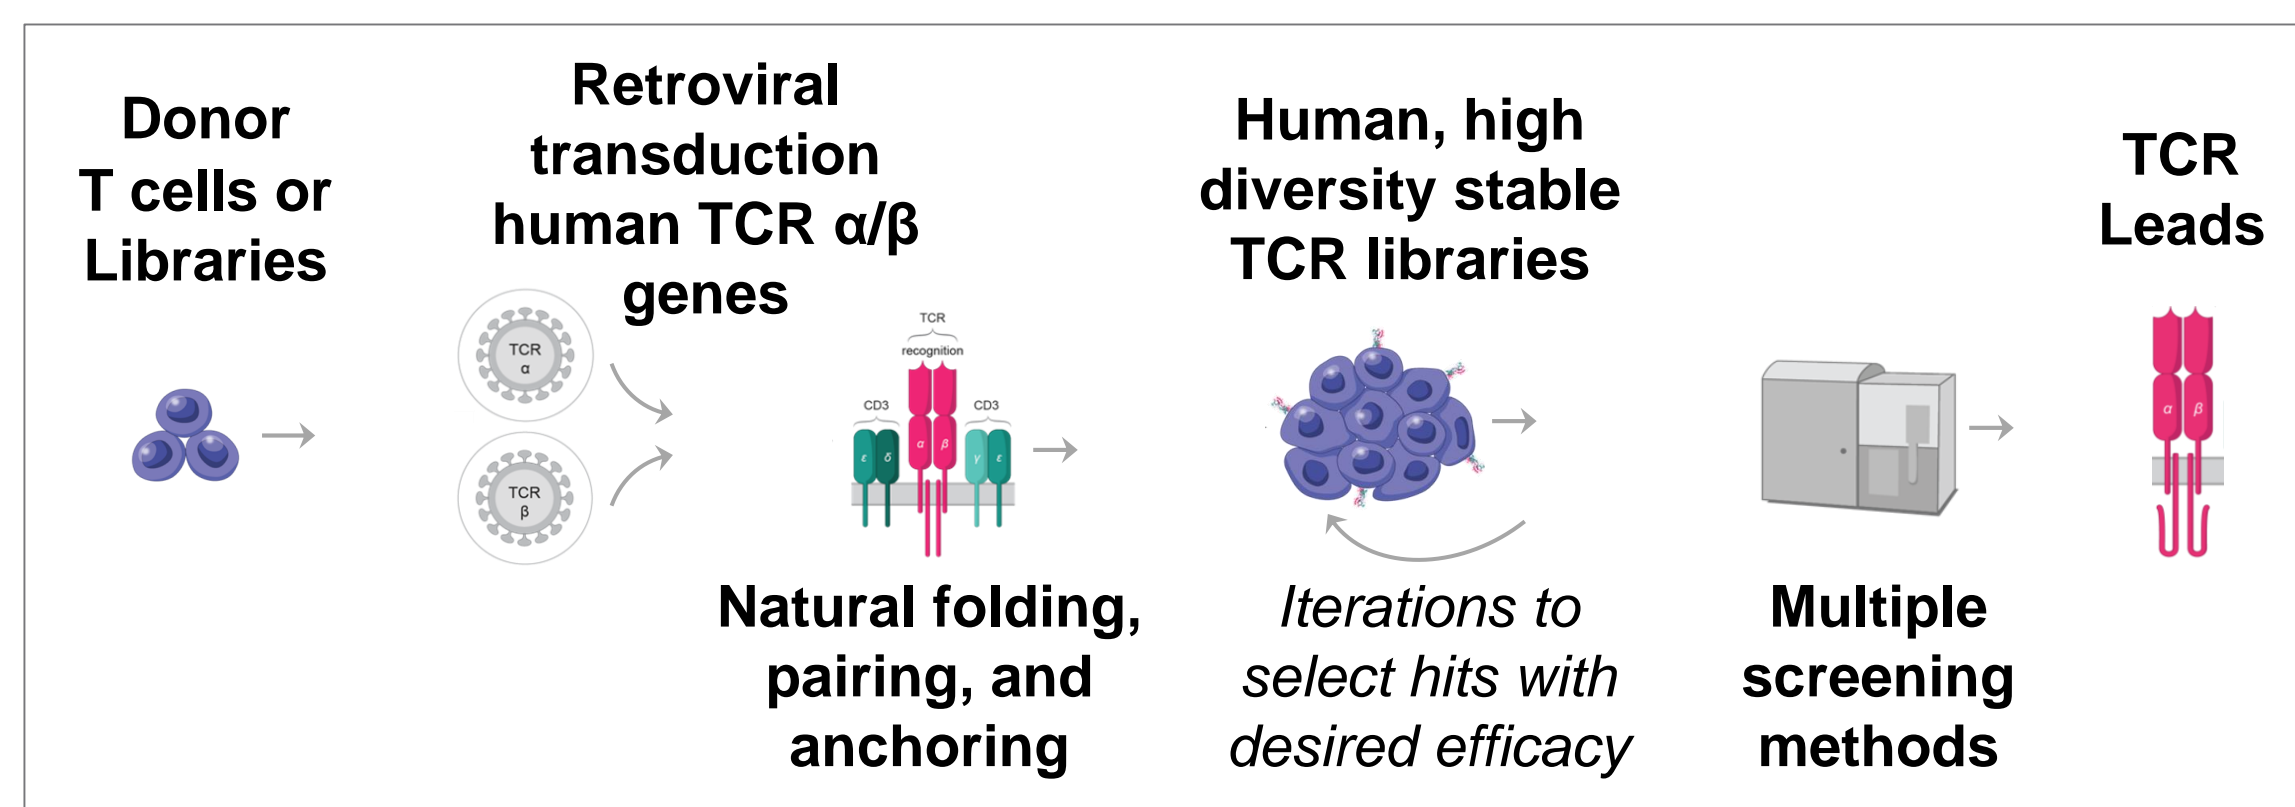 Donor
T cells or
Libraries
Retroviral
transduction
human TCR α/β
genes
TCR
α
TCR
β
TCR
recognition
CD3
CD3
ε
δ
α
β
γ
ε
Natural folding,
pairing, and
anchoring
Human, high
diversity stable
TCR libraries
Iterations to
select hits with
desired efficacy
Multiple
screening
methods
TCR
Leads
α
β